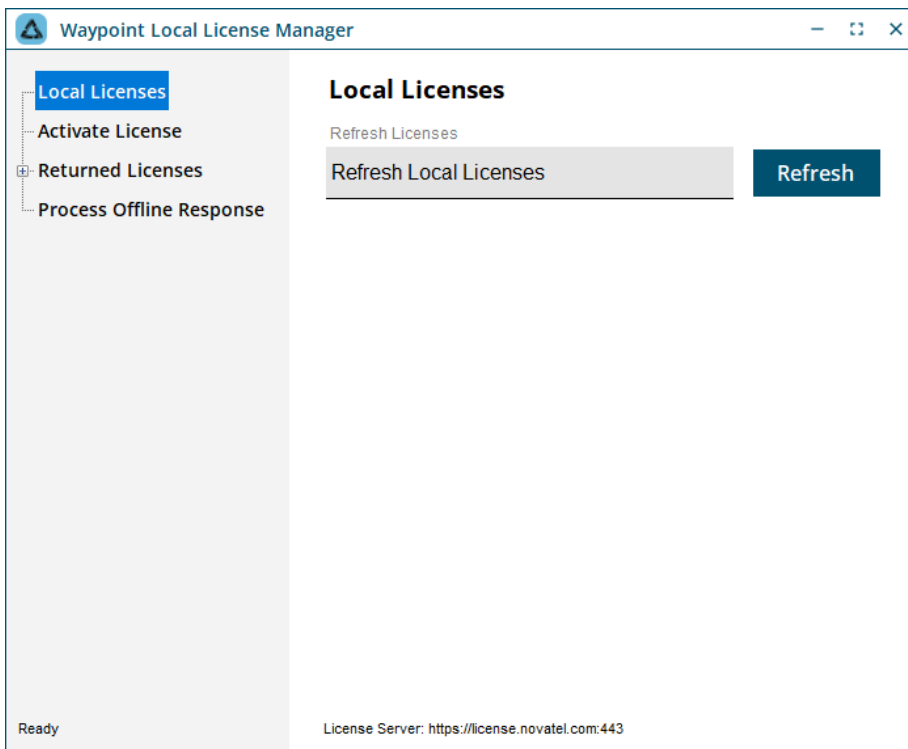 Waypoint Local License Manager
Local Licenses
Activate License
Returned Licenses
Process Offline Response
Local Licenses
Refresh Licenses
Refresh Local Licenses
Refresh
Ready
License Server: https://license.novatel.com:443